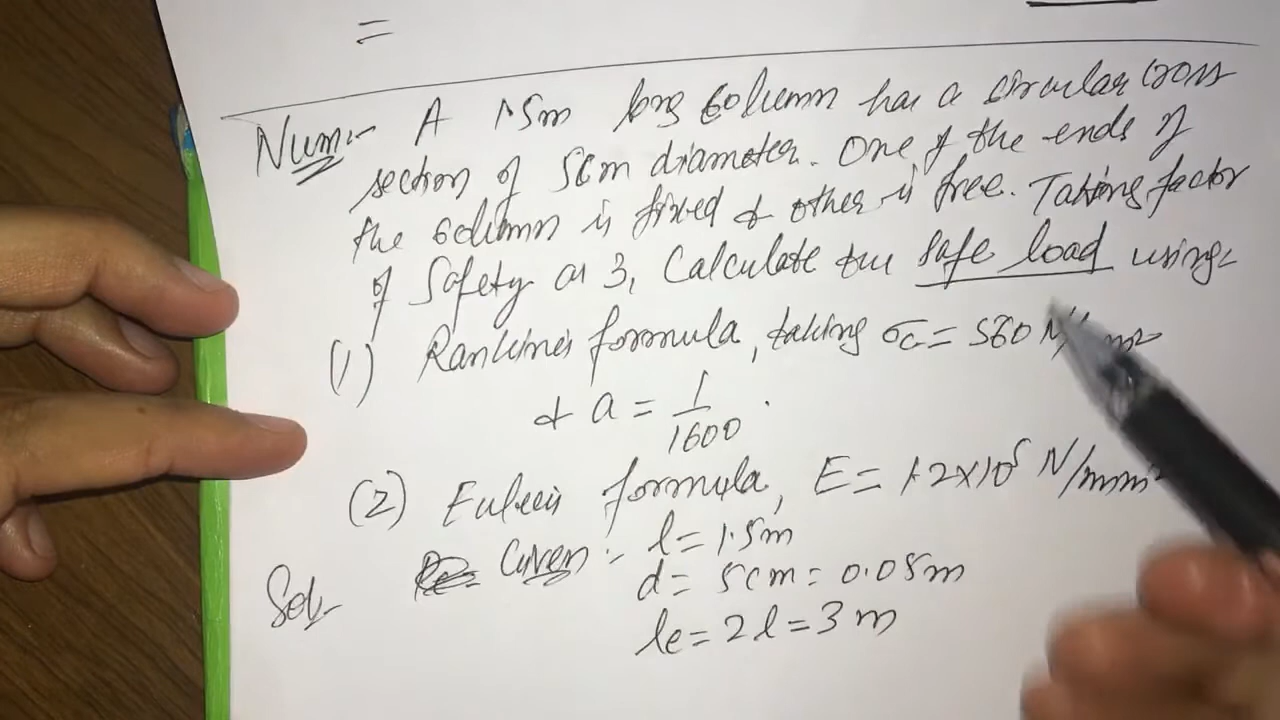 =
Num:- A 1.5m long column has a circular cross
section of 5cm diameter. One of the ends of
the column is fixed & other is free. Taking factor
of Safety as 3, Calculate the safe load using:
(1) Rankine's formula, taking σc = 560 N/mm²
& a = 1/1600.
(2) Euler's formula, E = 1.2×10⁵ N/mm²
Sol- Given:- l = 1.5m
d = 5cm = 0.05m
le = 2l = 3m